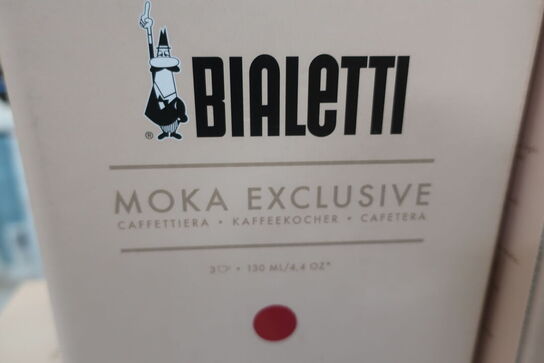 BIALeTTI
®
MOKA EXCLUSIVE
CAFFETTIERA • KAFFEEKOCHER • CAFETERA
3 • 130 ML/4,4 OZ*